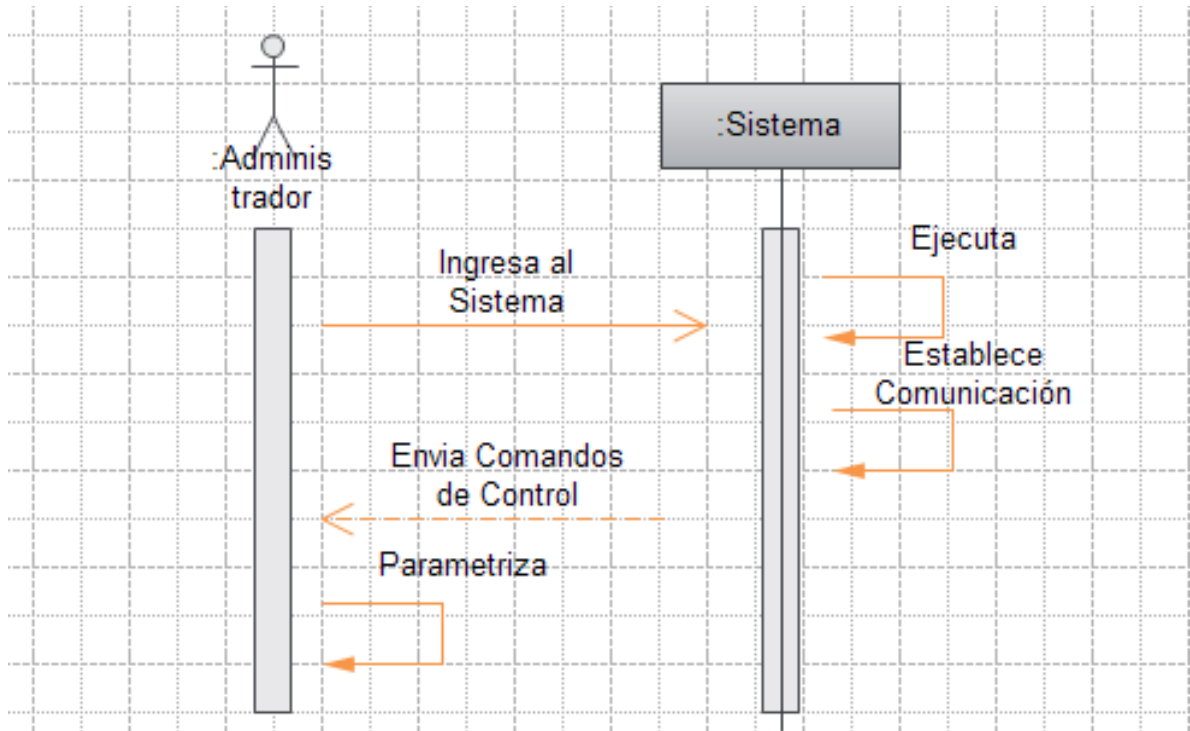 :Sistema
:Adminis
trador
Ejecuta
Ingresa al
Sistema
Establece
Comunicación
Envia Comandos
de Control
Parametriza